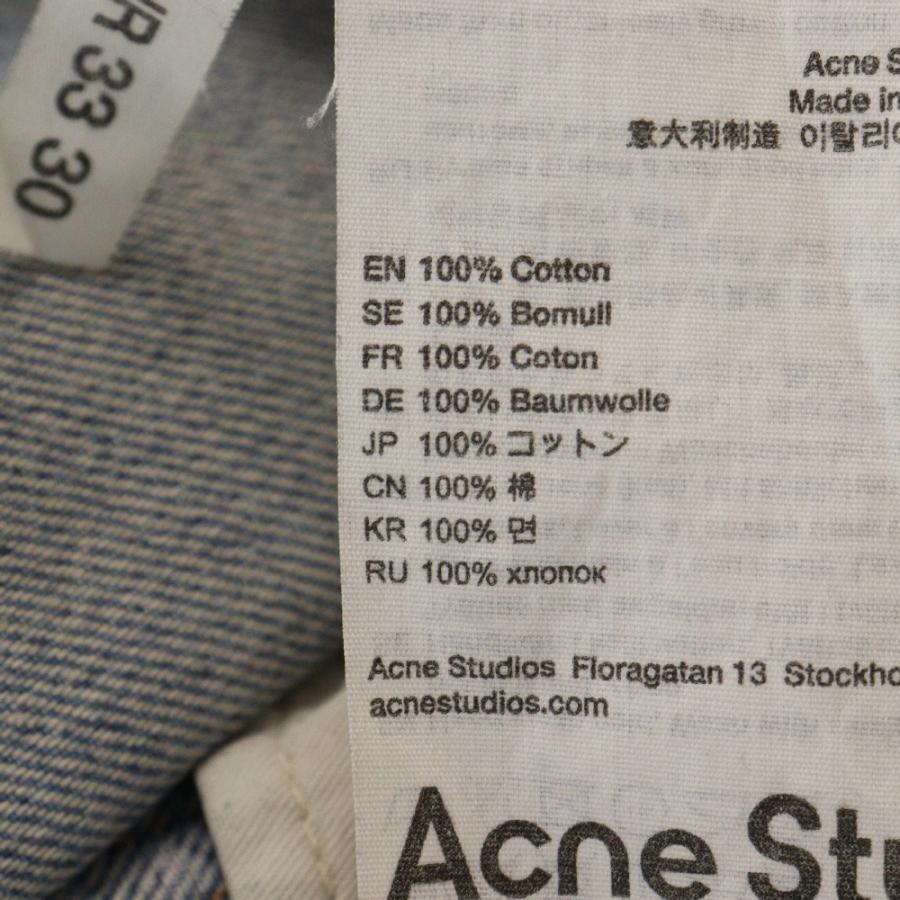 33 30
Acne S
Made in
意大利制造 이탈리아
EN 100% Cotton
SE 100% Bomull
FR 100% Coton
DE 100% Baumwolle
JP 100% コットン
CN 100% 棉
KR 100% 면
RU 100% хлопок
Acne Studios Floragatan 13 Stockho
acnestudios.com
Acne Stu